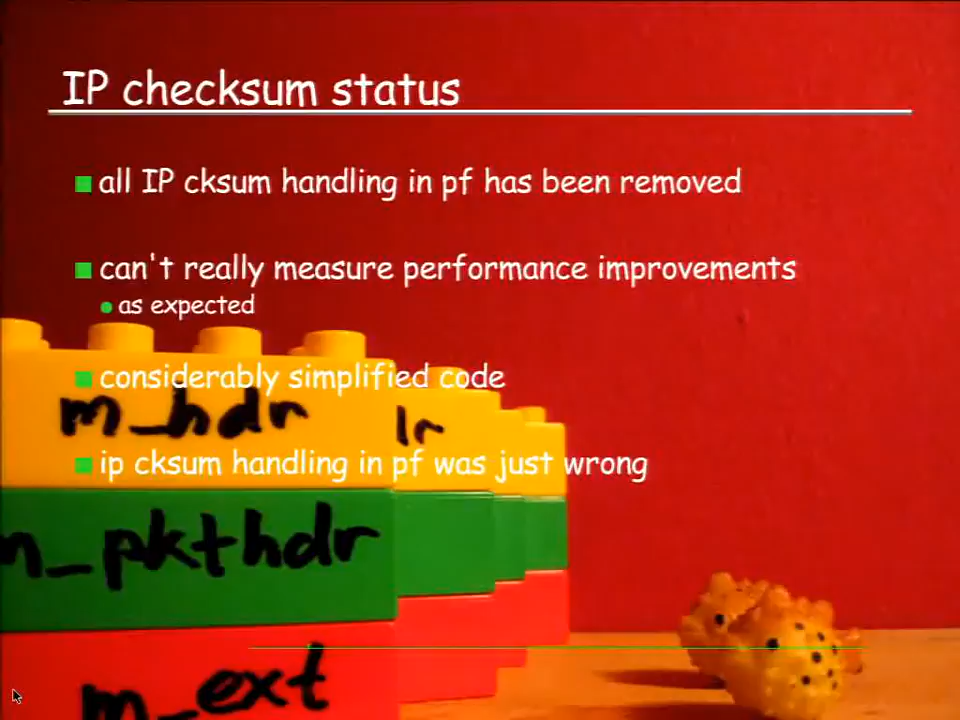 IP checksum status
all IP cksum handling in pf has been removed
can't really measure performance improvements
as expected
considerably simplified code
m_hdr
ip cksum handling in pf was just wrong
m_pkthdr
m_ext